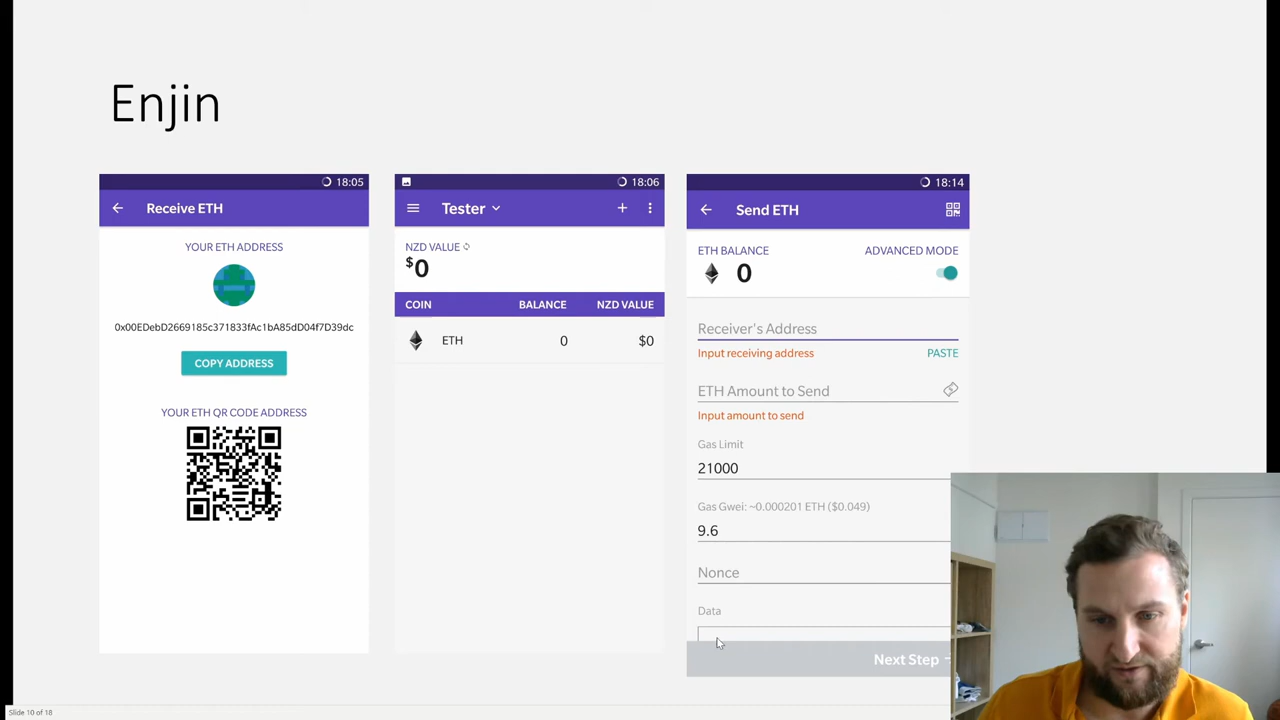 Enjin
18:05
Receive ETH
YOUR ETH ADDRESS
0x00EDebD2669185c371833fAc1bA85dD04f7D39dc
COPY ADDRESS
YOUR ETH QR CODE ADDRESS
18:06
Tester
NZD VALUE
$0
COIN BALANCE NZD VALUE
ETH 0 $0
18:14
Send ETH
ETH BALANCE ADVANCED MODE
0
Receiver's Address
Input receiving address PASTE
ETH Amount to Send
Input amount to send
Gas Limit
21000
Gas Gwei: ~0.000201 ETH ($0.049)
9.6
Nonce
Data
Next Step
Slide 10 of 18